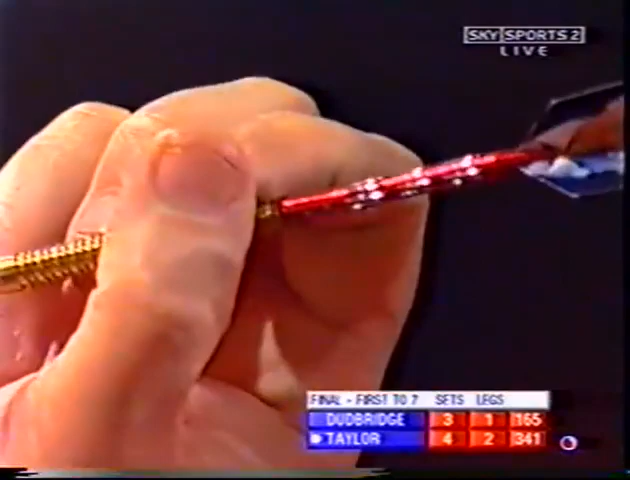 SKY SPORTS 2
LIVE
FINAL - FIRST TO 7 SETS LEGS
DUDBRIDGE 3 1 165
TAYLOR 4 2 341